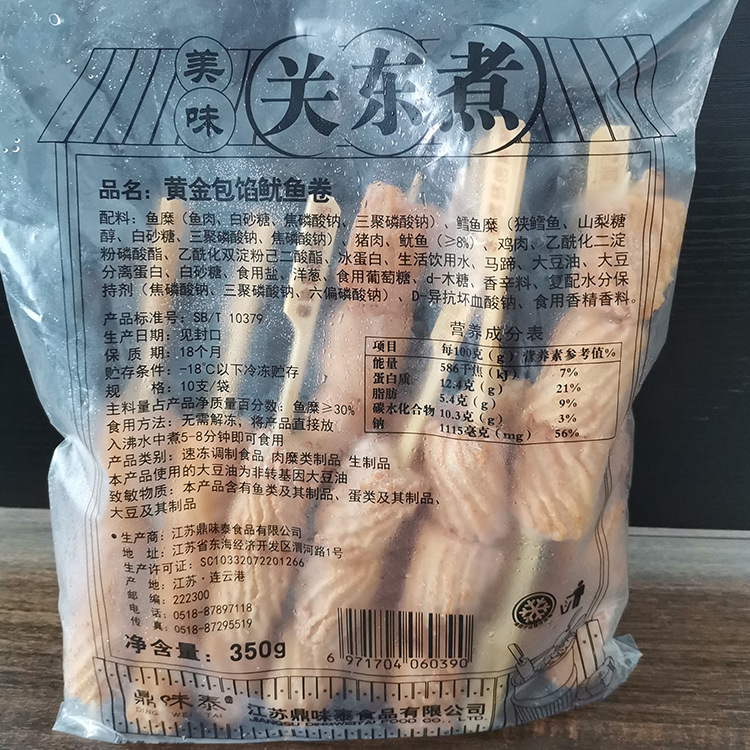 美味 关东煮
品名：黄金包馅鱿鱼卷
配料：鱼糜（鱼肉、白砂糖、焦磷酸钠、三聚磷酸钠）、鳕鱼糜（狭鳕鱼、山梨糖
醇、白砂糖、三聚磷酸钠、焦磷酸钠）、猪肉、鱿鱼（≥8%）、鸡肉、乙酰化二淀
粉磷酸酯、乙酰化双淀粉己二酸酯、冰蛋白、生活饮用水、马蹄、大豆油、大豆
分离蛋白、白砂糖、食用盐、洋葱、食用葡萄糖、d-木糖、香辛料、复配水分保
持剂（焦磷酸钠、三聚磷酸钠、六偏磷酸钠）、D-异抗坏血酸钠、食用香精香料。
产品标准号：SB/T 10379
生产日期：见封口
保 质 期：18个月
贮存条件：-18℃以下冷冻贮存
规 格：10支/袋
主料量占产品净质量百分数：鱼糜≥30%
食用方法：无需解冻，将产品直接放
入沸水中煮5-8分钟即可食用
产品类别：速冻调制食品 肉糜类制品 生制品
本产品使用的大豆油为非转基因大豆油
致敏物质：本产品含有鱼类及其制品、蛋类及其制品、
大豆及其制品
营养成分表
项目 每100克（g） 营养素参考值%
能量 586千焦（kJ） 7%
蛋白质 12.4克（g） 21%
脂肪 5.4克（g） 9%
碳水化合物 10.3克（g） 3%
钠 1115毫克（mg） 56%
生产商：江苏鼎味泰食品有限公司
地 址：江苏省东海经济开发区渭河路1号
生产许可证：SC10332072201266
产 地：江苏·连云港
邮 编：222300
电 话：0518-87897118
传 真：0518-87295519
净含量：350g
6 971704 060390
鼎味泰®
DING WEI TAI
江苏鼎味泰食品有限公司